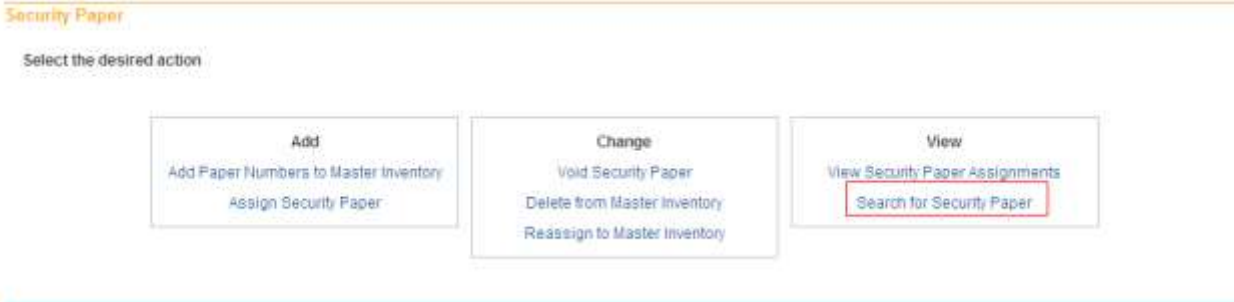 Security Paper
Select the desired action
Add
Add Paper Numbers to Master Inventory
Assign Security Paper
Change
Void Security Paper
Delete from Master Inventory
Reassign to Master Inventory
View
View Security Paper Assignments
Search for Security Paper